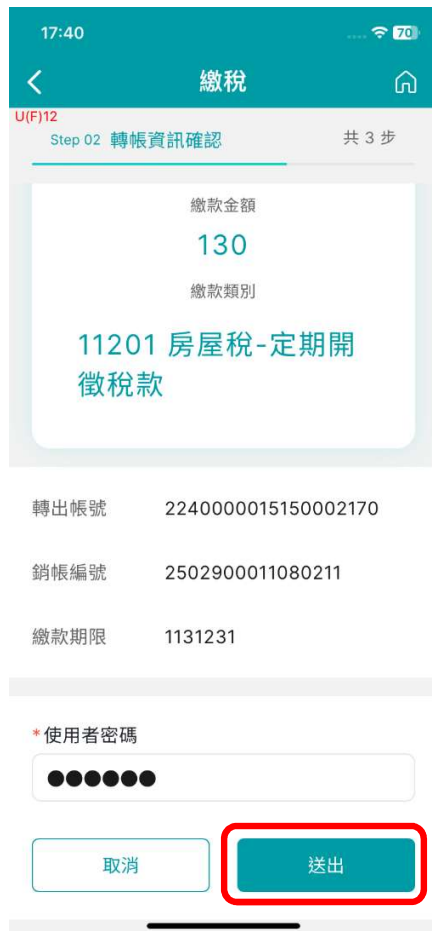 17:40
70
繳稅
U(F)12
Step 02 轉帳資訊確認
共 3 步
繳款金額
130
繳款類別
11201 房屋稅-定期開
徵稅款
轉出帳號 2240000015150002170
銷帳編號 2502900011080211
繳款期限 1131231
*使用者密碼
●●●●●●
取消 送出